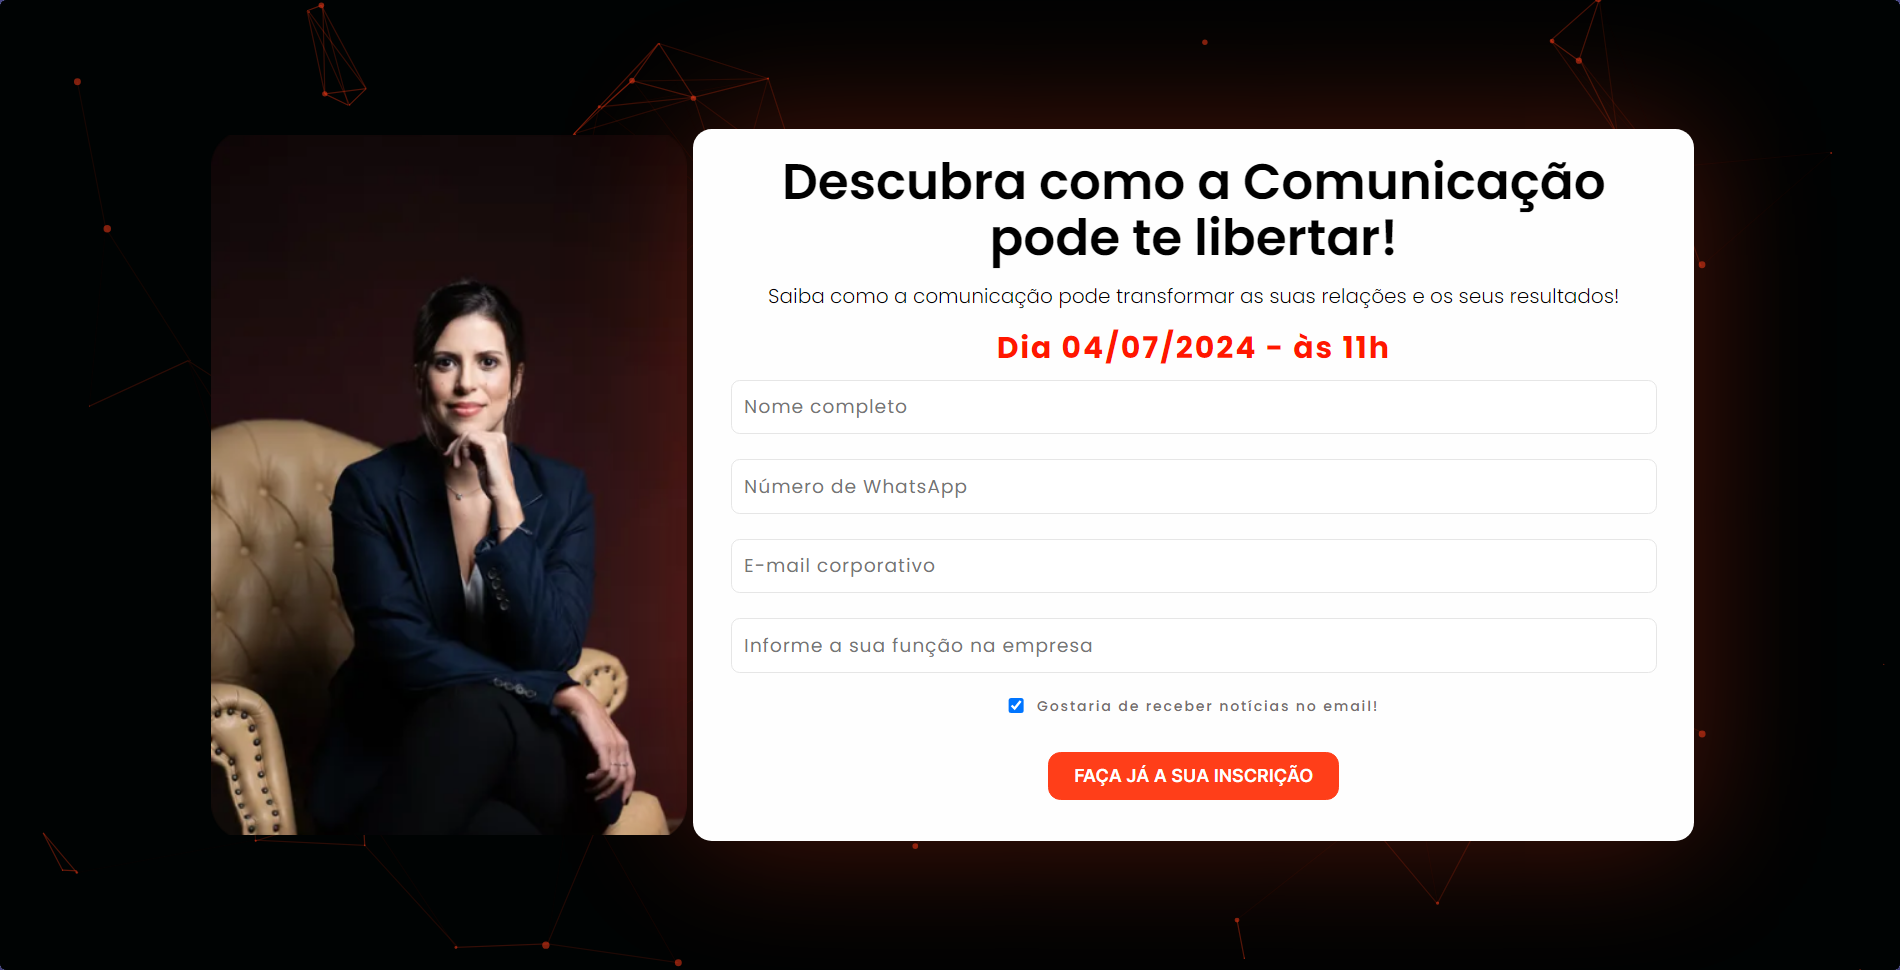 Descubra como a Comunicação
pode te libertar!
Saiba como a comunicação pode transformar as suas relações e os seus resultados!
Dia 04/07/2024 - às 11h
Nome completo
Número de WhatsApp
E-mail corporativo
Informe a sua função na empresa
Gostaria de receber notícias no email!
FAÇA JÁ A SUA INSCRIÇÃO